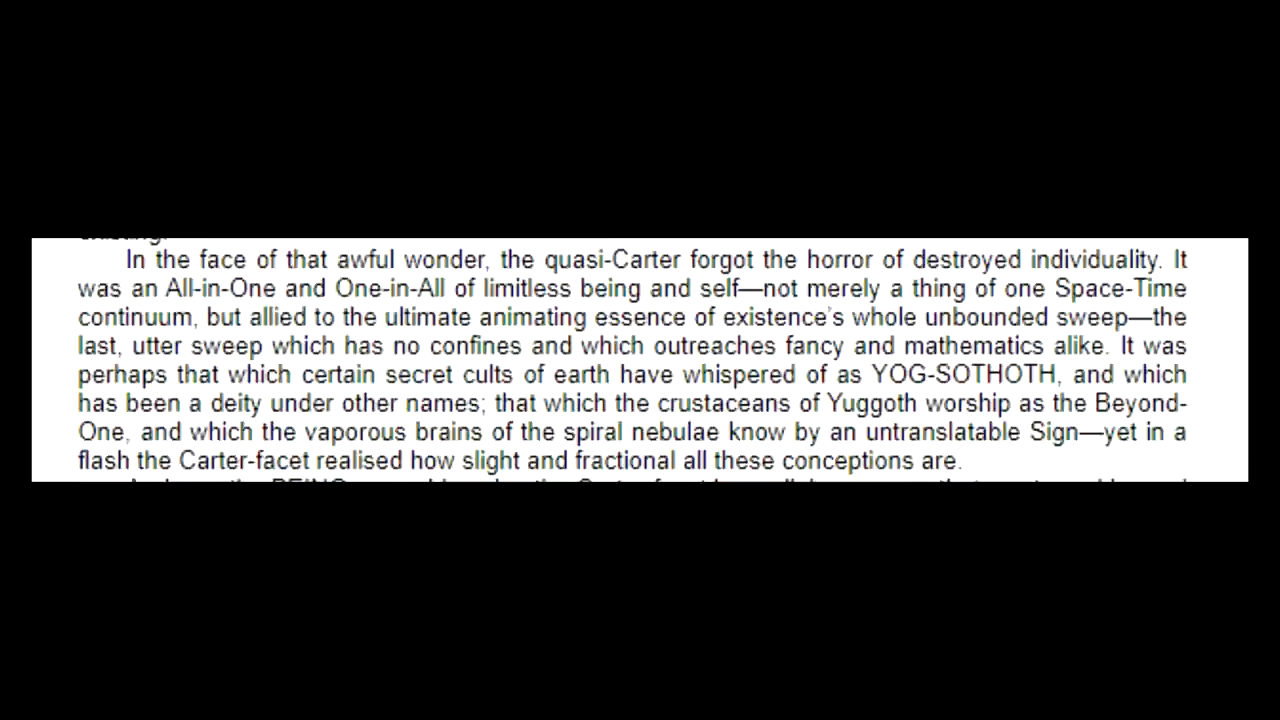 In the face of that awful wonder, the quasi-Carter forgot the horror of destroyed individuality. It
was an All-in-One and One-in-All of limitless being and self—not merely a thing of one Space-Time
continuum, but allied to the ultimate animating essence of existence's whole unbounded sweep—the
last, utter sweep which has no confines and which outreaches fancy and mathematics alike. It was
perhaps that which certain secret cults of earth have whispered of as YOG-SOTHOTH, and which
has been a deity under other names; that which the crustaceans of Yuggoth worship as the Beyond-
One, and which the vaporous brains of the spiral nebulae know by an untranslatable Sign—yet in a
flash the Carter-facet realised how slight and fractional all these conceptions are.